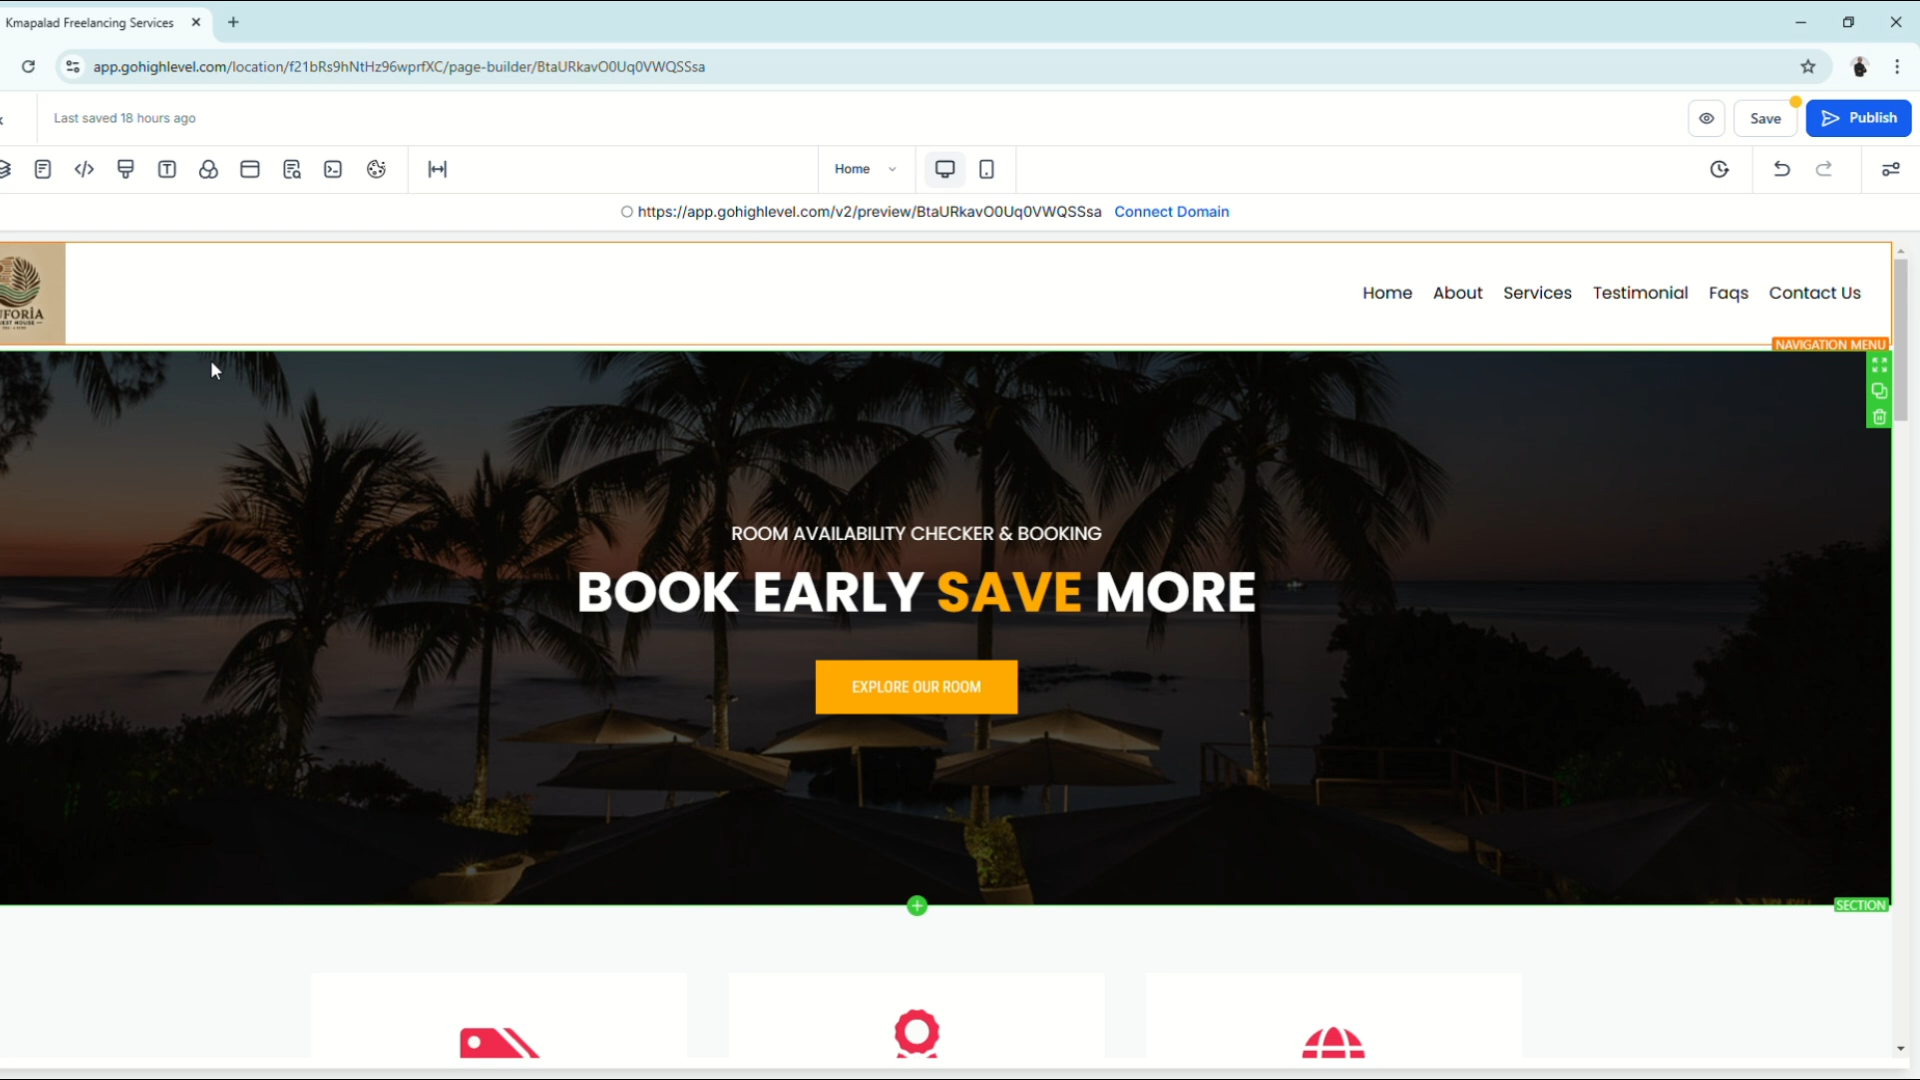 Kmapalad Freelancing Services
app.gohighlevel.com/location/f21bRs9hNtHz96wprfXC/page-builder/BtaURkavO0Uq0VWQSSsa
Last saved 18 hours ago
Save
Publish
Home
https://app.gohighlevel.com/v2/preview/BtaURkavO0Uq0VWQSSsa Connect Domain
Home About Services Testimonial Faqs Contact Us
NAVIGATION MENU
ROOM AVAILABILITY CHECKER & BOOKING
BOOK EARLY SAVE MORE
EXPLORE OUR ROOM
SECTION